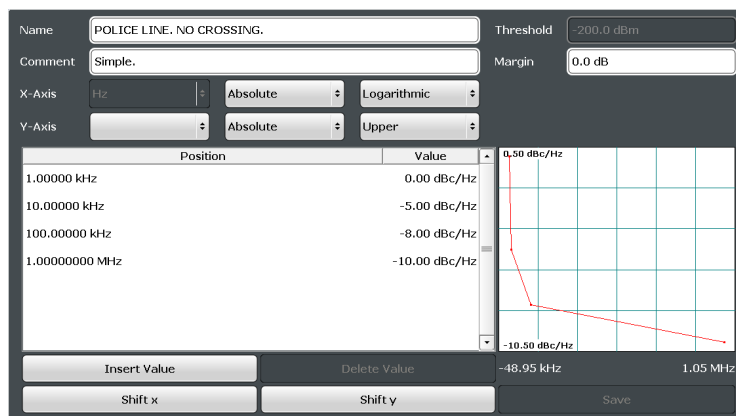 Name POLICE LINE. NO CROSSING. Threshold -200.0 dBm
Comment Simple. Margin 0.0 dB
X-Axis Hz Absolute Logarithmic
Y-Axis Absolute Upper
Position Value
1.00000 kHz 0.00 dBc/Hz
10.00000 kHz -5.00 dBc/Hz
100.00000 kHz -8.00 dBc/Hz
1.00000000 MHz -10.00 dBc/Hz
0.50 dBc/Hz
-10.50 dBc/Hz
-48.95 kHz 1.05 MHz
Insert Value Delete Value
Shift x Shift y Save